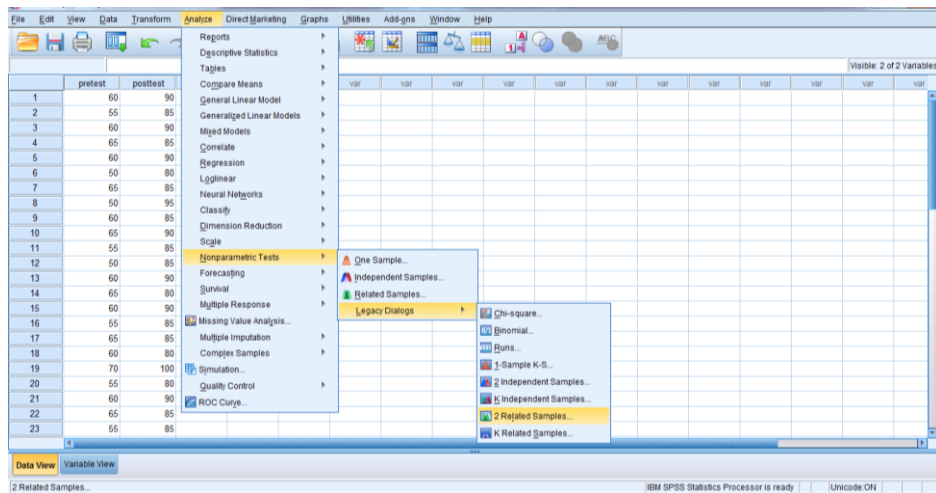 File Edit View Data Transform Analyze Direct Marketing Graphs Utilities Add-ons Window Help
Visible: 2 of 2 Variables
pretest posttest var var var var var var var var var var var var
1 60 90
2 55 85
3 60 90
4 65 85
5 60 90
6 50 80
7 65 85
8 50 95
9 60 85
10 65 90
11 55 85
12 50 85
13 60 90
14 65 80
15 60 90
16 55 85
17 65 85
18 60 80
19 70 100
20 55 80
21 60 90
22 65 85
23 55 85
Reports
Descriptive Statistics
Tables
Compare Means
General Linear Model
Generalized Linear Models
Mixed Models
Correlate
Regression
Loglinear
Neural Networks
Classify
Dimension Reduction
Scale
Nonparametric Tests
Forecasting
Survival
Multiple Response
Missing Value Analysis...
Multiple Imputation
Complex Samples
Simulation...
Quality Control
ROC Curve...
One Sample...
Independent Samples...
Related Samples...
Legacy Dialogs
Chi-square...
Binomial...
Runs...
1-Sample K-S...
2 Independent Samples...
K Independent Samples...
2 Related Samples...
K Related Samples...
Data View Variable View
2 Related Samples... IBM SPSS Statistics Processor is ready Unicode:ON